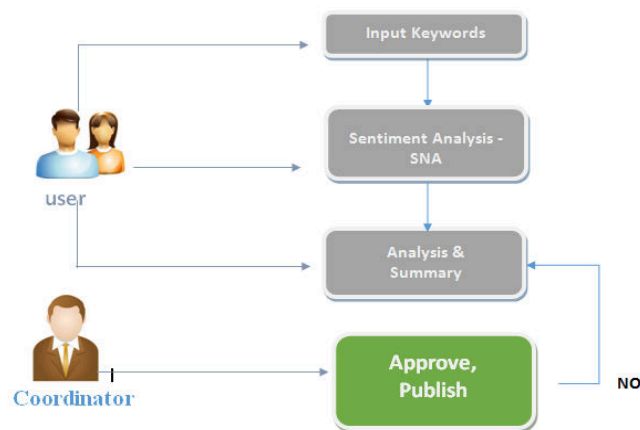 Input Keywords
Sentiment Analysis -
SNA
user
Analysis &
Summary
Approve,
Publish
NO
Coordinator